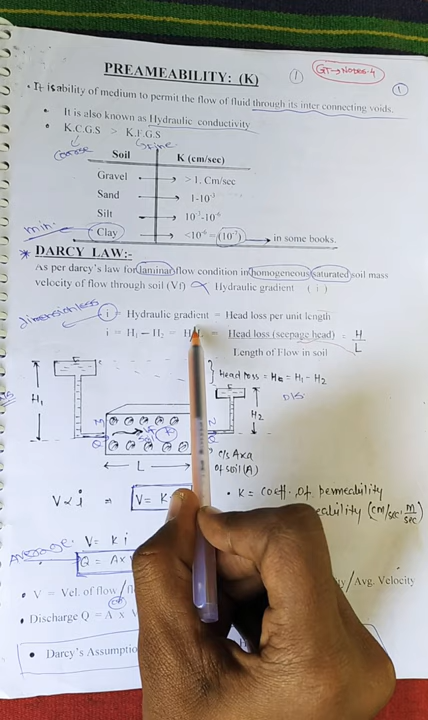 PREAMEABILITY: (K)
1
GT → NOTES-4
1
• It is ability of medium to permit the flow of fluid through its inter connecting voids.
• It is also known as Hydraulic conductivity
• K.C.G.S > K.F.G.S
Coarse Fine
Soil K (cm/sec)
Gravel > 1. Cm/sec
Sand 1-10⁻³
Silt 10⁻³-10⁻⁶
min. Clay <10⁻⁶ = (10⁻⁷) → in some books.
* DARCY LAW:-
As per darcy's law for laminar flow condition in homogeneous saturated soil mass
velocity of flow through soil (Vf) ∝ Hydraulic gradient ( i )
dimensionless
i = Hydraulic gradient = Head loss per unit length
i = H₁ – H₂ = H = Head loss (seepage head) = H/L
Length of Flow in soil
Head loss = = H₁ - H₂
H₁
H₂
D/S
M
N
Q
L
c/s Area
of soil (A)
V ∝ i = V = K
• K = coeff. of permeability
(cm/sec, m/sec)
Average V = K i
Q = A x
• V = Vel. of flow / / Avg. Velocity
• Discharge Q = A x
• Darcy's Assumption